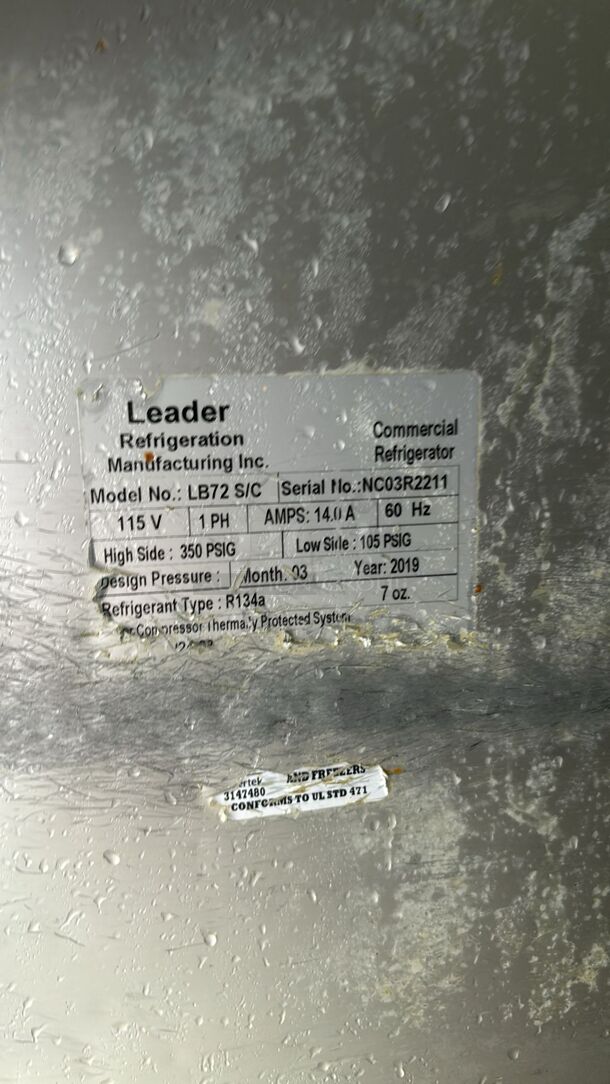 Leader
Refrigeration
Manufacturing Inc.
Commercial
Refrigerator
Model No.: LB72 S/C Serial No.:NC03R2211
115 V 1 PH AMPS: 14.0 A 60 Hz
High Side : 350 PSIG Low Side : 105 PSIG
Design Pressure : Month: 03 Year: 2019
Refrigerant Type : R134a 7 oz.
Compressor Thermally Protected System
AND FREEZERS
3147480
CONFORMS TO UL STD 471